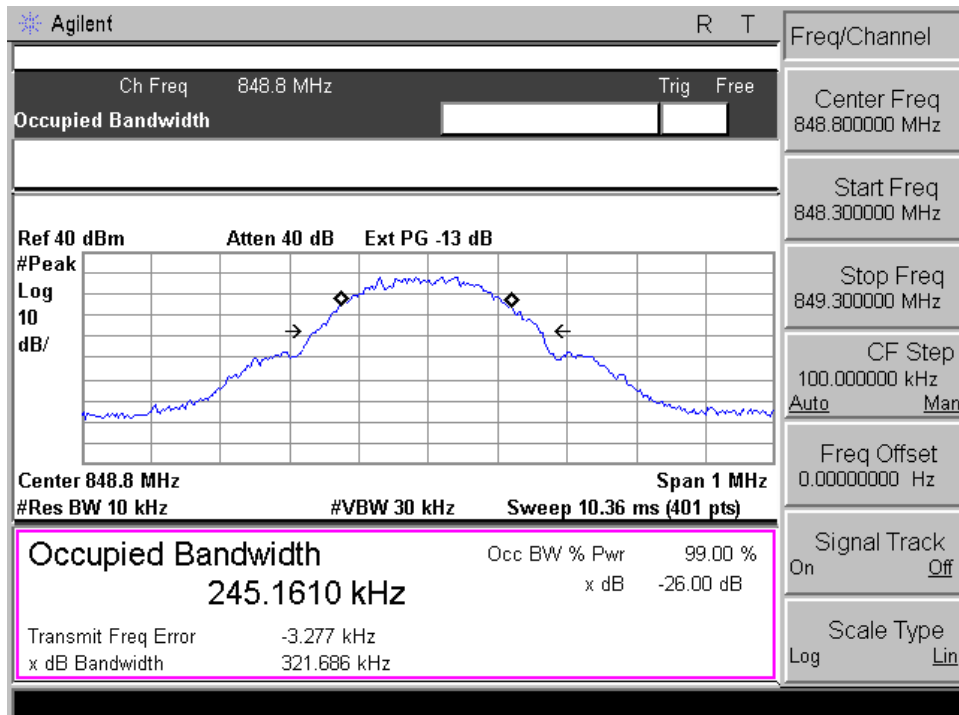 Agilent
R T
Ch Freq 848.8 MHz Trig Free
Occupied Bandwidth
Ref 40 dBm Atten 40 dB Ext PG -13 dB
#Peak
Log
10
dB/
Center 848.8 MHz Span 1 MHz
#Res BW 10 kHz #VBW 30 kHz Sweep 10.36 ms (401 pts)
Occupied Bandwidth
245.1610 kHz
Occ BW % Pwr 99.00 %
x dB -26.00 dB
Transmit Freq Error -3.277 kHz
x dB Bandwidth 321.686 kHz
Freq/Channel
Center Freq
848.800000 MHz
Start Freq
848.300000 MHz
Stop Freq
849.300000 MHz
CF Step
100.000000 kHz
Auto Man
Freq Offset
0.00000000 Hz
Signal Track
On Off
Scale Type
Log Lin